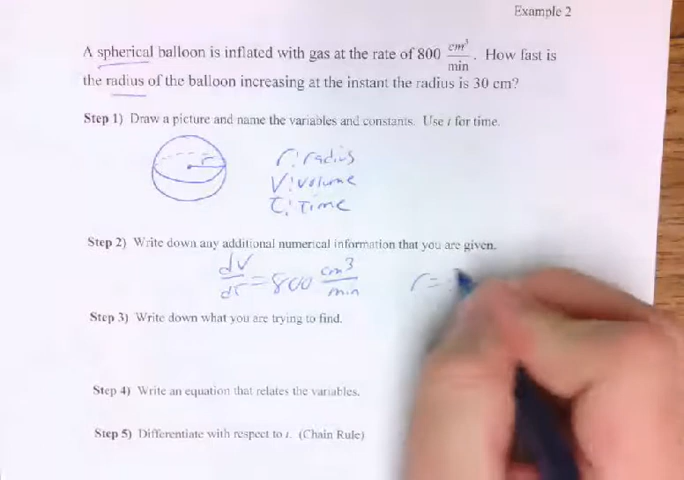 Example 2
A spherical balloon is inflated with gas at the rate of 800 cm³/min. How fast is
the radius of the balloon increasing at the instant the radius is 30 cm?
Step 1) Draw a picture and name the variables and constants. Use t for time.
r
r: radius
V: volume
t: Time
Step 2) Write down any additional numerical information that you are given.
dV/dt = 800 cm³/min r =
Step 3) Write down what you are trying to find.
Step 4) Write an equation that relates the variables.
Step 5) Differentiate with respect to t. (Chain Rule)